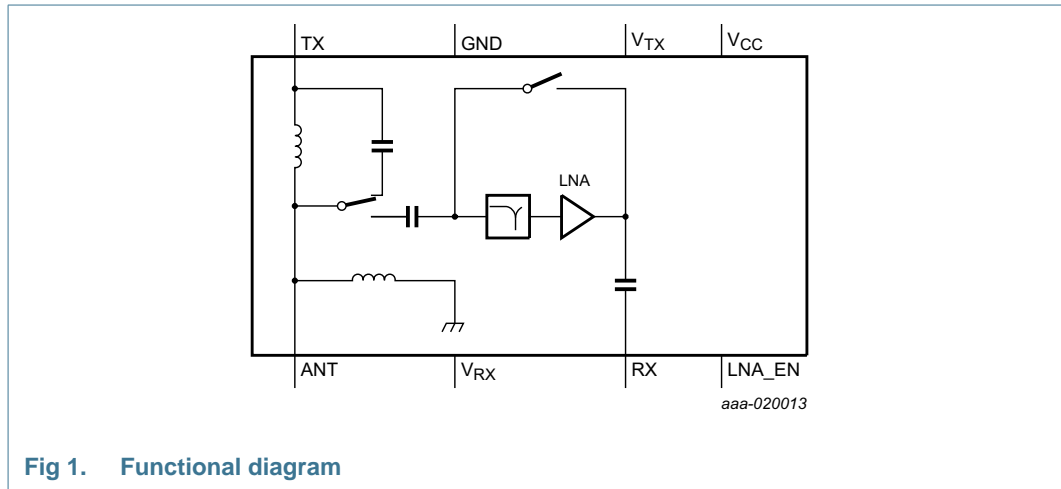 TX GND VTX VCC
LNA
ANT VRX RX LNA_EN
aaa-020013
Fig 1. Functional diagram